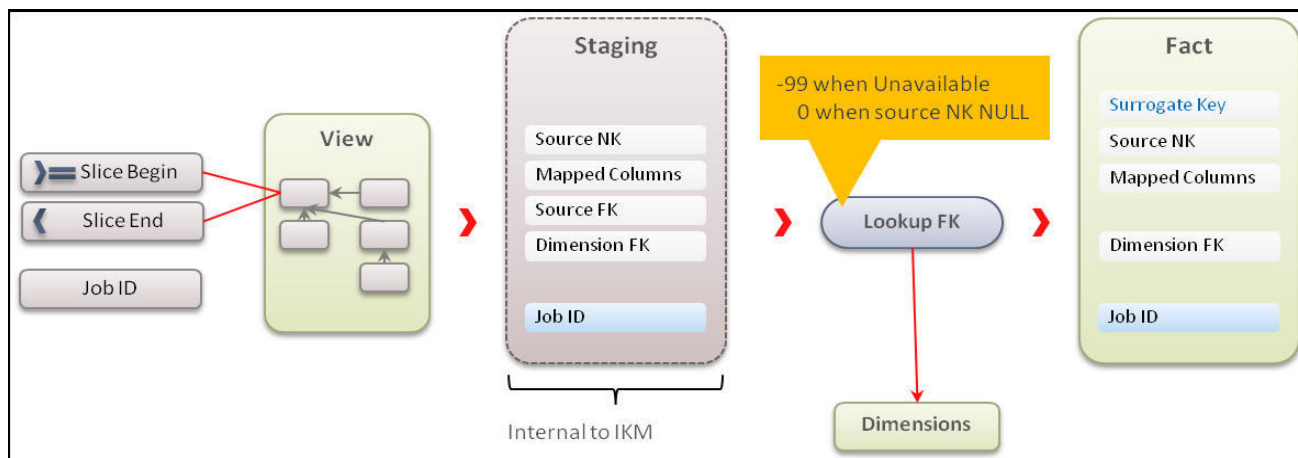 Slice Begin
Slice End
Job ID
View
Staging
Source NK
Mapped Columns
Source FK
Dimension FK
Job ID
Internal to IKM
-99 when Unavailable
0 when source NK NULL
Lookup FK
Dimensions
Fact
Surrogate Key
Source NK
Mapped Columns
Dimension FK
Job ID